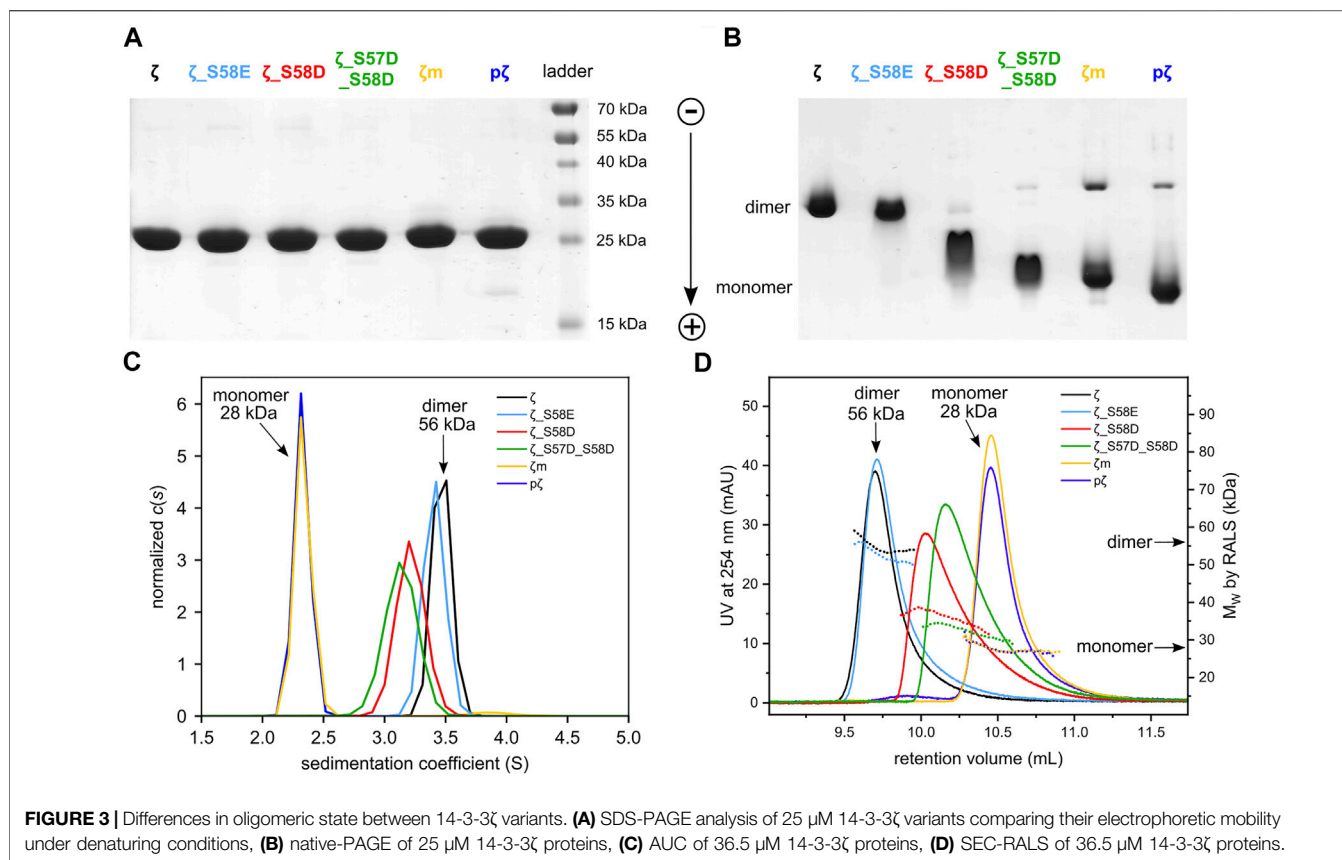 A
ζ ζ_S58E ζ_S58D ζ_S57D_S58D ζm pζ ladder
70 kDa
55 kDa
40 kDa
35 kDa
25 kDa
15 kDa
−
+
B
ζ ζ_S58E ζ_S58D ζ_S57D_S58D ζm pζ
dimer
monomer
C
monomer
28 kDa
dimer
56 kDa
ζ
ζ_S58E
ζ_S58D
ζ_S57D_S58D
ζm
pζ
normalized c(s)
6
5
4
3
2
1
0
1.5 2.0 2.5 3.0 3.5 4.0 4.5 5.0
sedimentation coefficient (S)
D
dimer
56 kDa
monomer
28 kDa
ζ
ζ_S58E
ζ_S58D
ζ_S57D_S58D
ζm
pζ
UV at 254 nm (mAU)
50
40
30
20
10
0
90
80
70
60
50
40
30
20
dimer
monomer
MW by RALS (kDa)
9.5 10.0 10.5 11.0 11.5
retention volume (mL)
FIGURE 3 | Differences in oligomeric state between 14-3-3ζ variants. (A) SDS-PAGE analysis of 25 µM 14-3-3ζ variants comparing their electrophoretic mobility
under denaturing conditions, (B) native-PAGE of 25 µM 14-3-3ζ proteins, (C) AUC of 36.5 µM 14-3-3ζ proteins, (D) SEC-RALS of 36.5 µM 14-3-3ζ proteins.